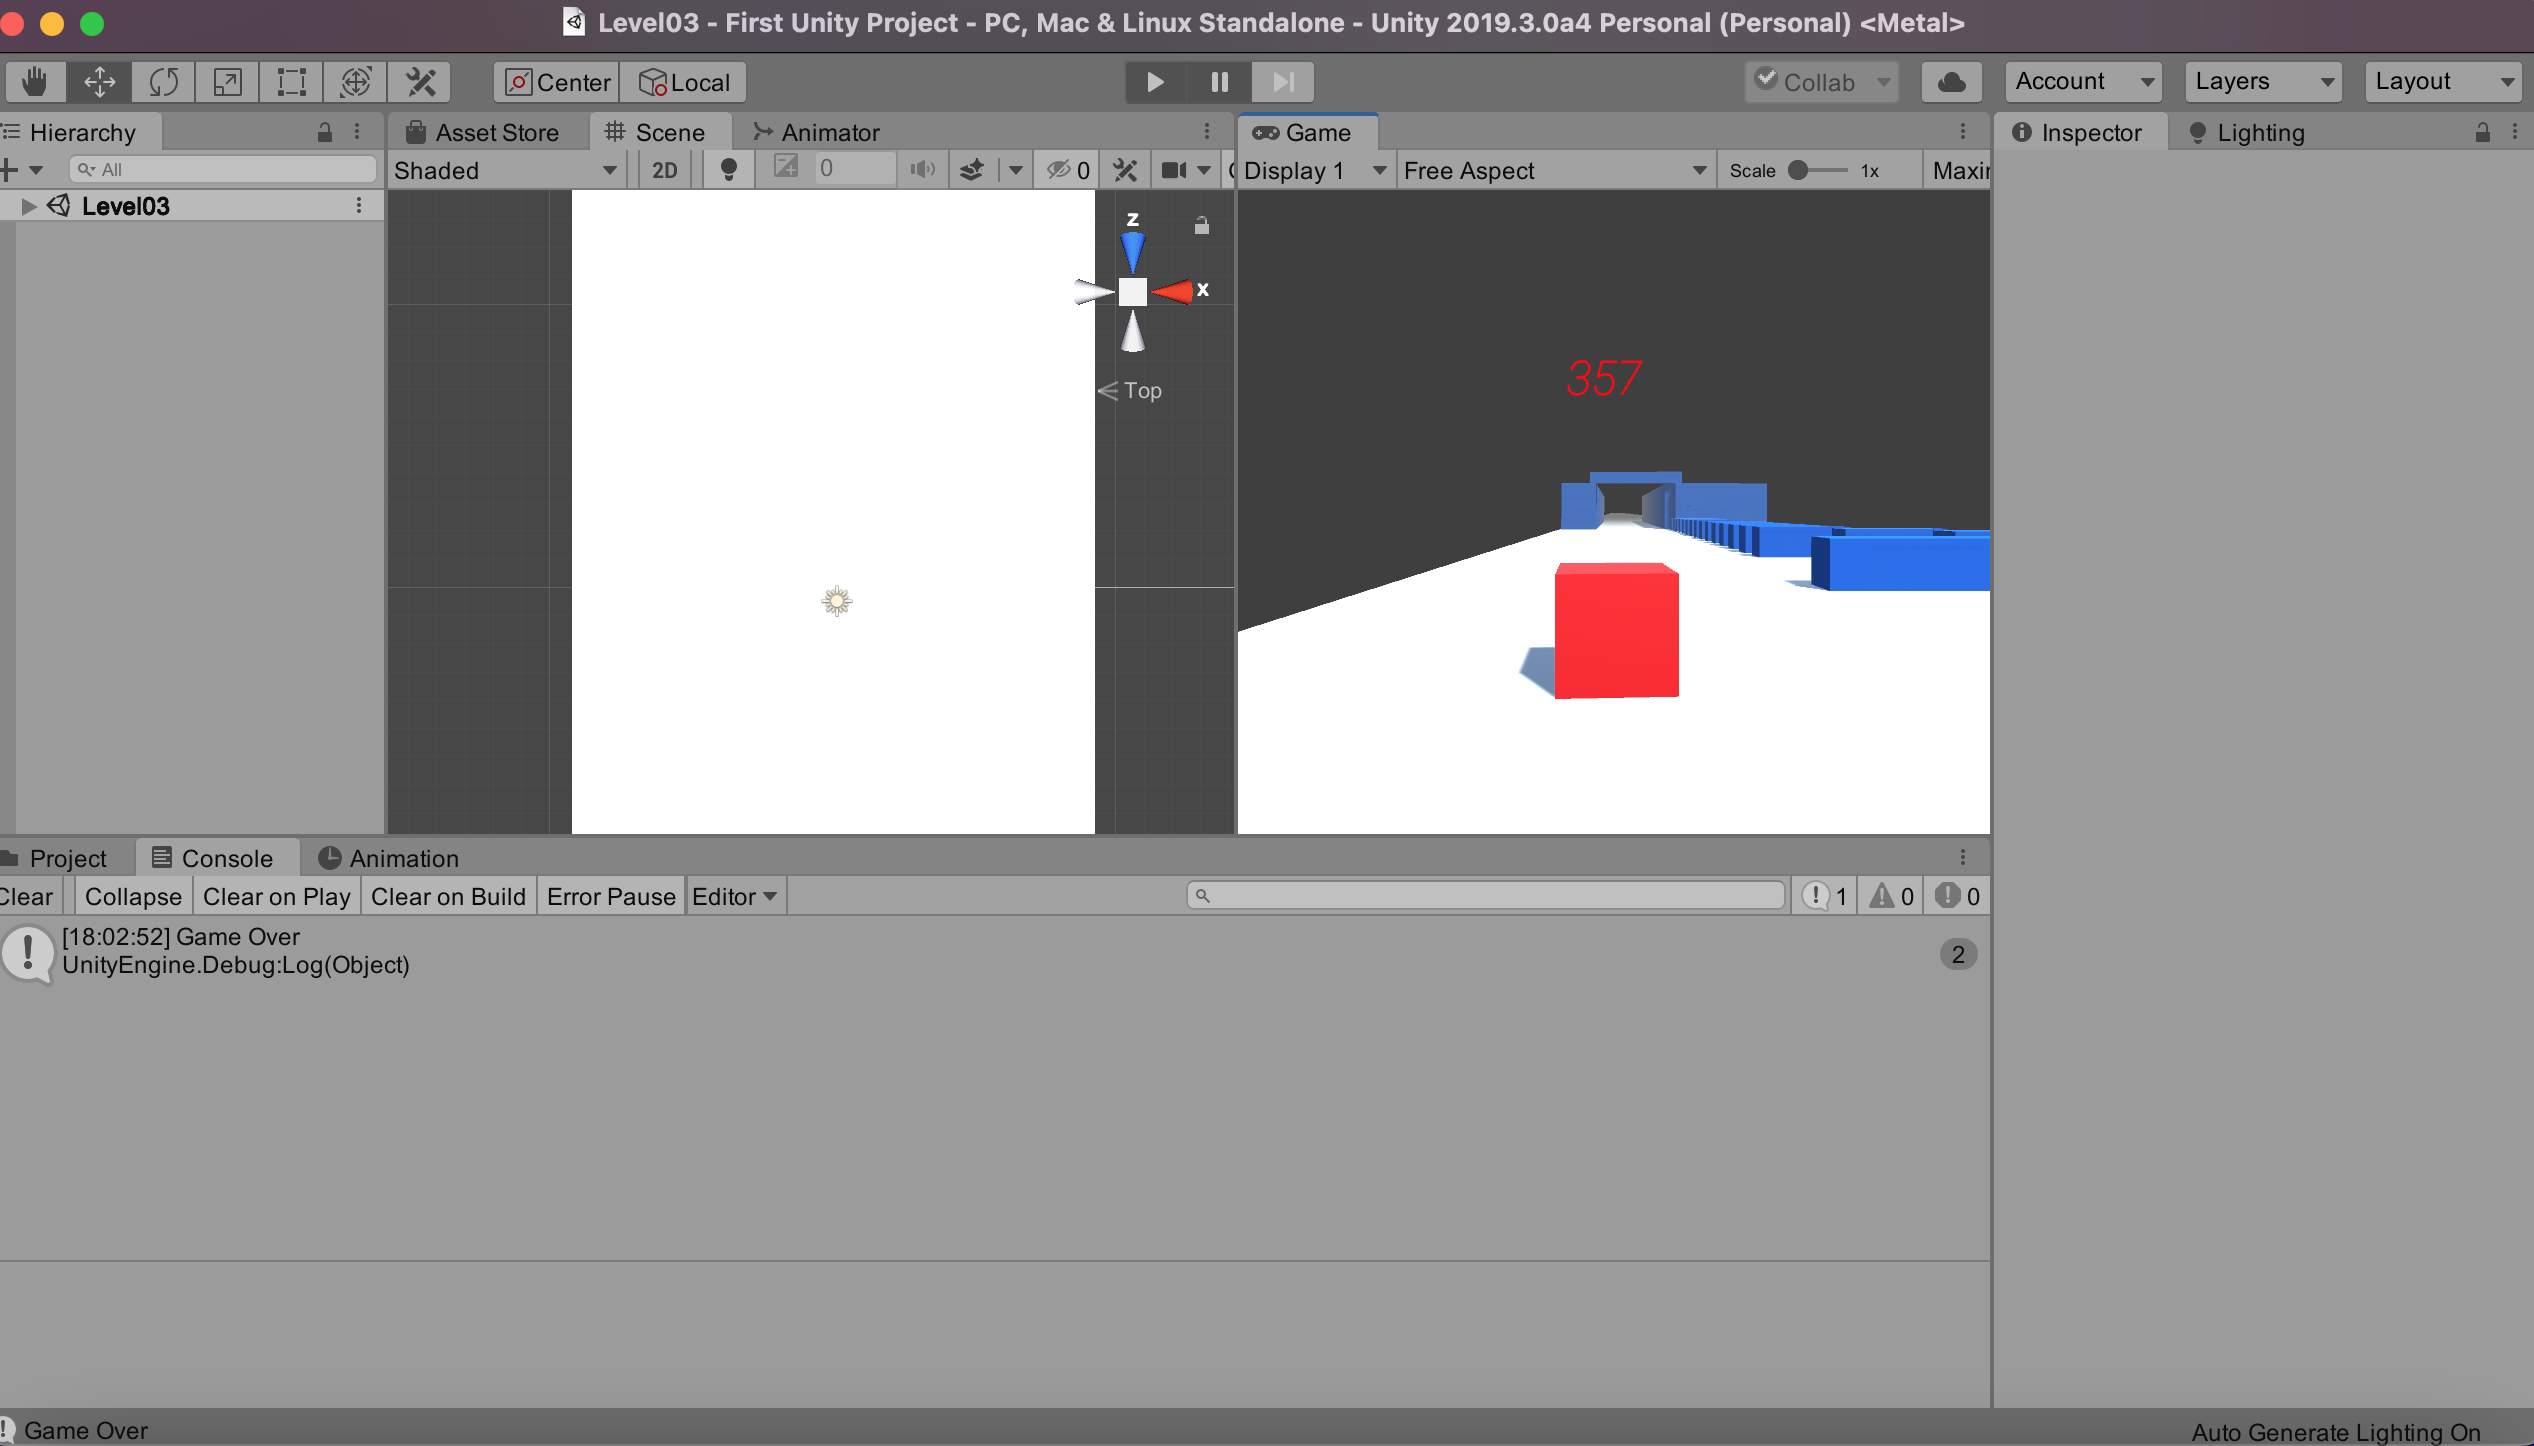 Level03 - First Unity Project - PC, Mac & Linux Standalone - Unity 2019.3.0a4 Personal (Personal) <Metal>
Center Local Collab Account Layers Layout
Hierarchy Asset Store Scene Animator Game Inspector Lighting
All Shaded 2D 0 0 Display 1 Free Aspect Scale 1x Maxi
Level03
z
x
Top
357
Project Console Animation
Clear Collapse Clear on Play Clear on Build Error Pause Editor 1 0 0
[18:02:52] Game Over
UnityEngine.Debug:Log(Object)
2
Game Over Auto Generate Lighting On